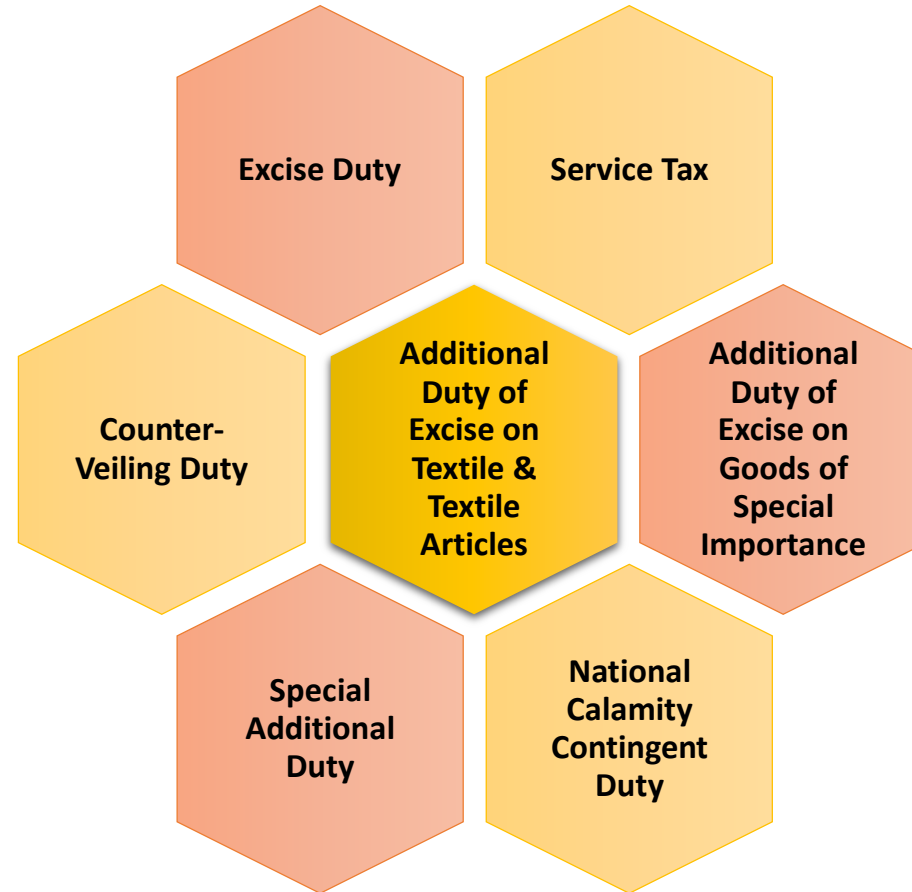 Excise Duty
Service Tax
Counter-
Veiling Duty
Additional
Duty of
Excise on
Textile &
Textile
Articles
Additional
Duty of
Excise on
Goods of
Special
Importance
Special
Additional
Duty
National
Calamity
Contingent
Duty